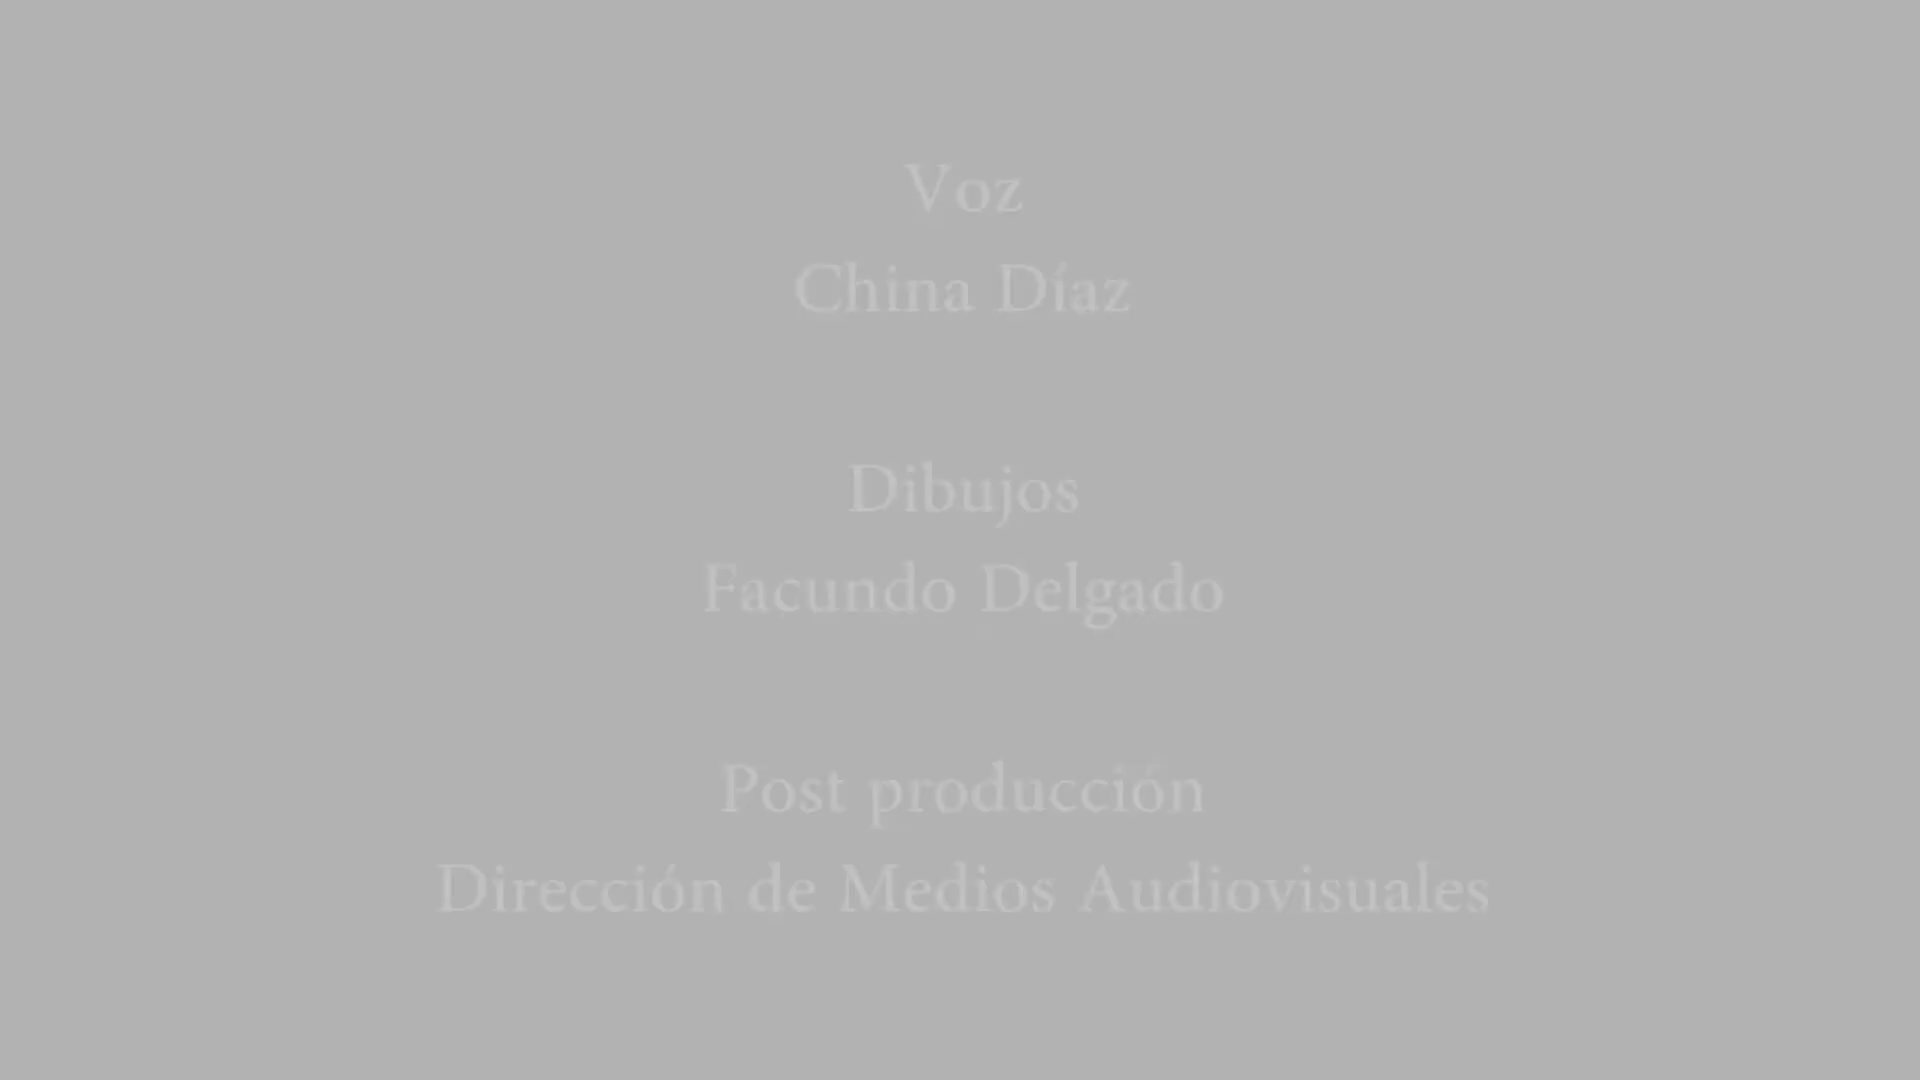 Voz
China Díaz
Dibujos
Facundo Delgado
Post producción
Dirección de Medios Audiovisuales